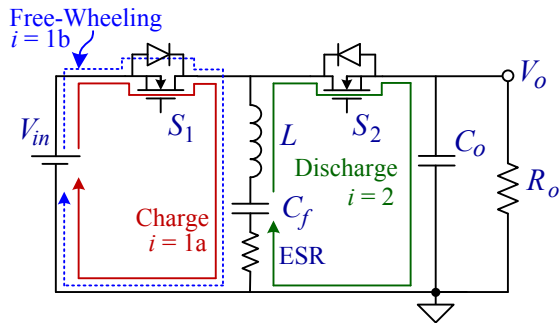 Free-Wheeling
i = 1b
V_o
V_in
S_1
S_2
L
C_o
R_o
Discharge
i = 2
C_f
Charge
i = 1a
ESR